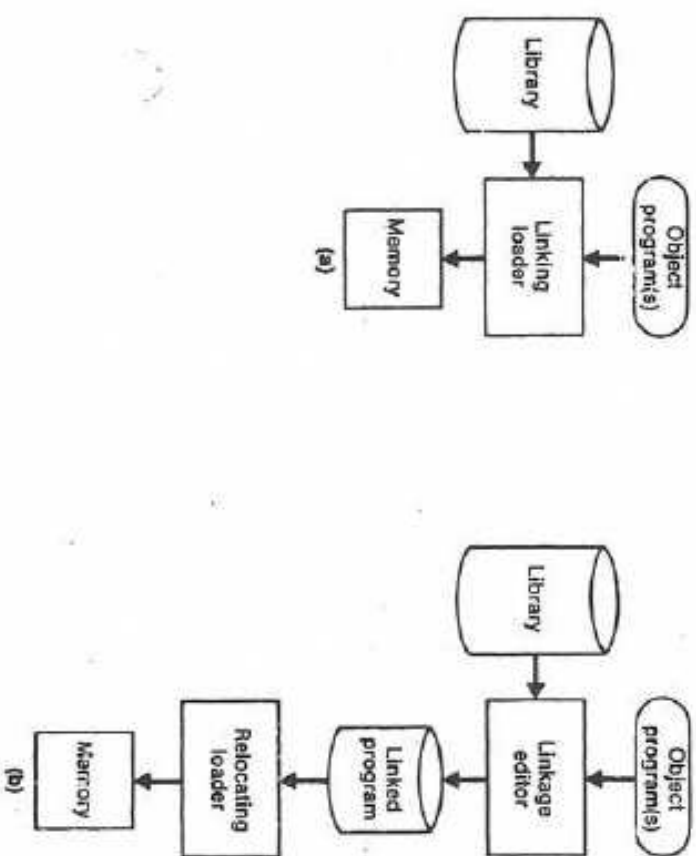 Object
program(s)
Library
Linking
loader
Memory
(a)
Object
program(s)
Library
Linkage
editor
Linked
program
Relocating
loader
Memory
(b)